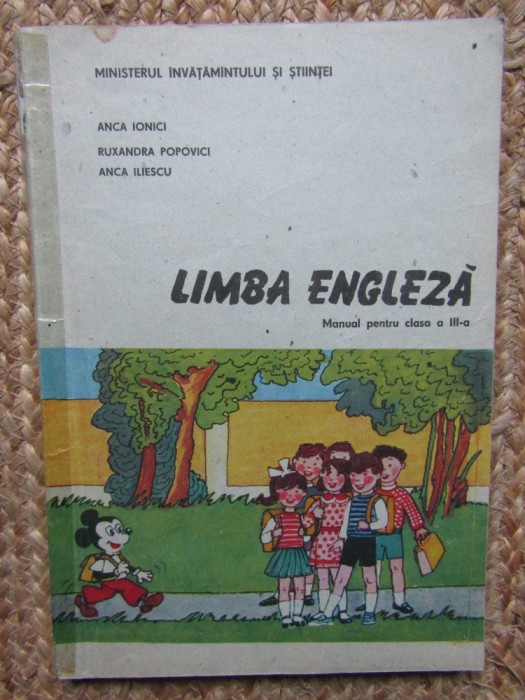 MINISTERUL ÎNVĂȚĂMÎNTULUI ȘI ȘTIINȚEI
ANCA IONICI
RUXANDRA POPOVICI
ANCA ILIESCU
LIMBA ENGLEZĂ
Manual pentru clasa a III-a